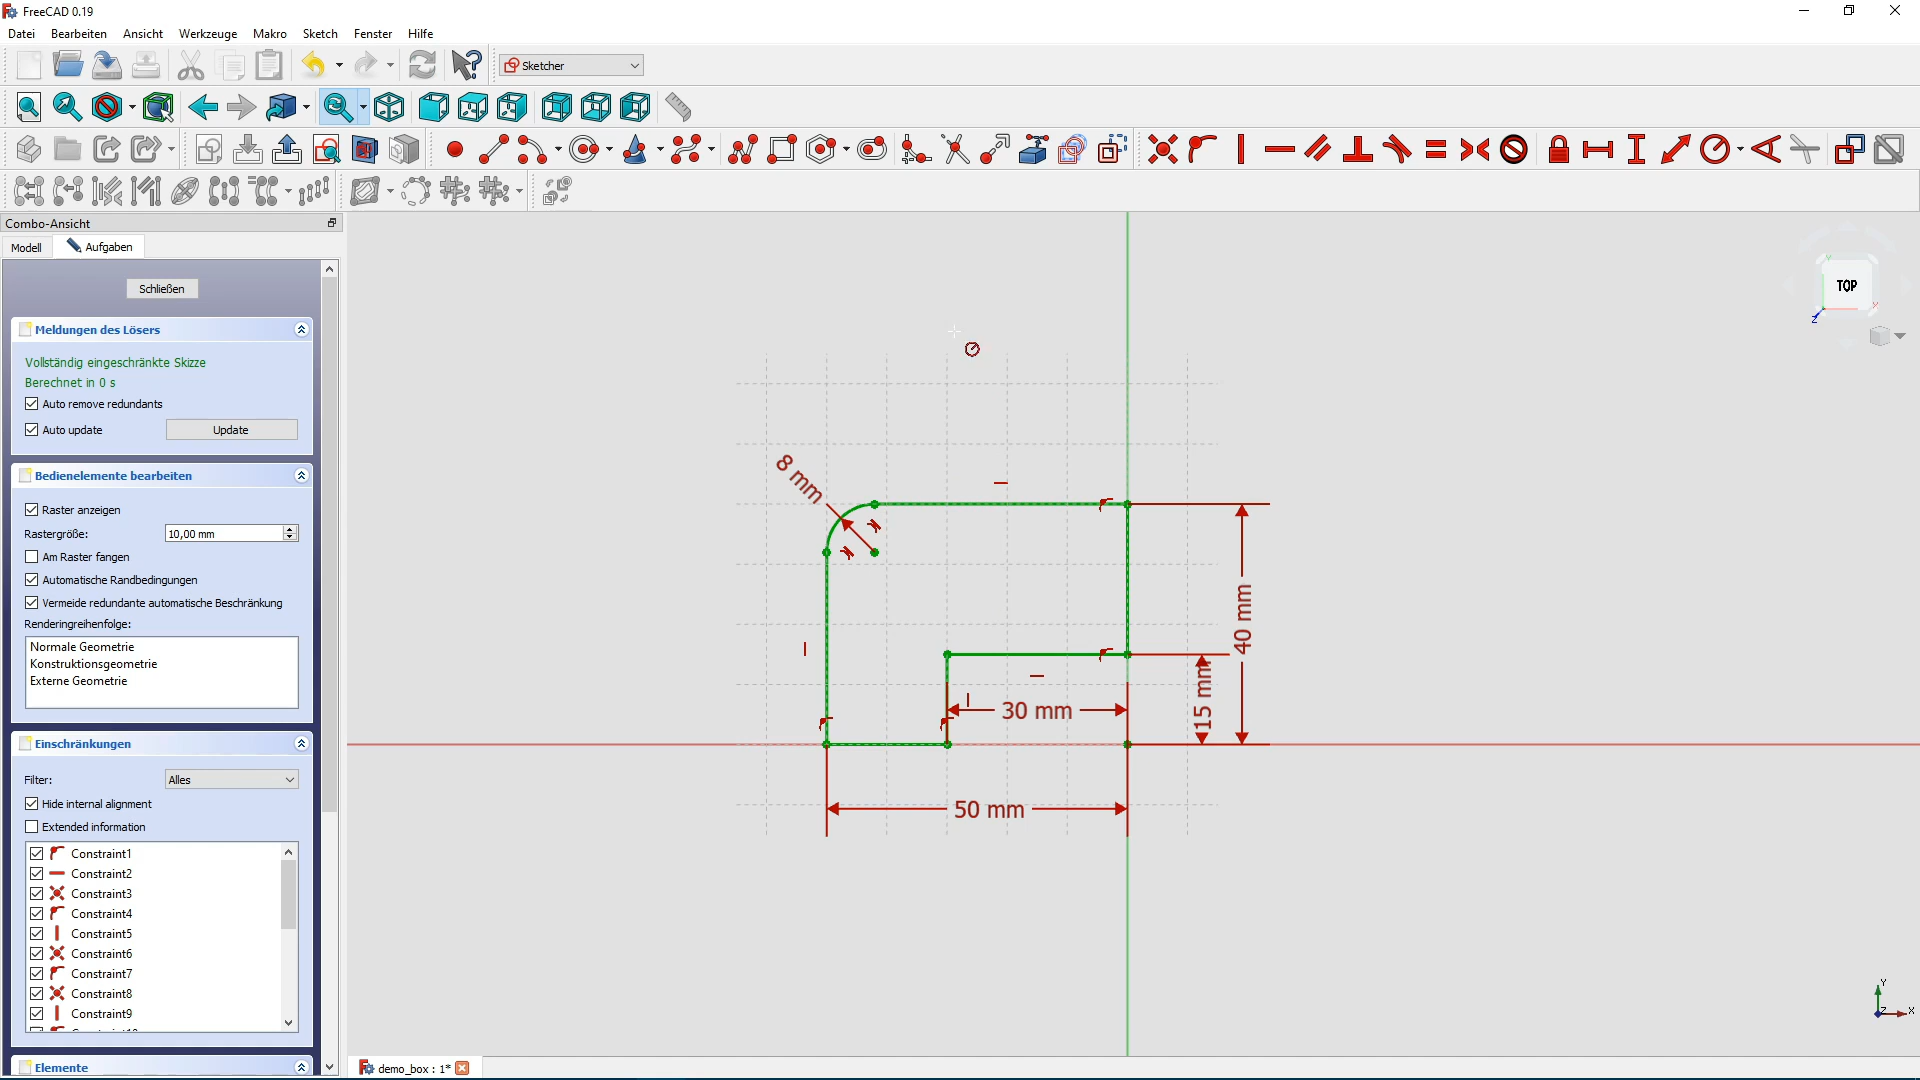 FreeCAD 0.19
Datei Bearbeiten Ansicht Werkzeuge Makro Sketch Fenster Hilfe
Sketcher
Combo-Ansicht
Modell Aufgaben
Schließen
Meldungen des Lösers
Vollständig eingeschränkte Skizze
Berechnet in 0 s
Auto remove redundants
Auto update Update
Bedienelemente bearbeiten
Raster anzeigen
Rastergröße: 10,00 mm
Am Raster fangen
Automatische Randbedingungen
Vermeide redundante automatische Beschränkung
Renderingreihenfolge:
Normale Geometrie
Konstruktionsgeometrie
Externe Geometrie
Einschränkungen
Filter: Alles
Hide internal alignment
Extended information
Constraint1
Constraint2
Constraint3
Constraint4
Constraint5
Constraint6
Constraint7
Constraint8
Constraint9
Elemente
TOP
Y
X
Z
8 mm
40 mm
15 mm
30 mm
50 mm
Y
Z X
demo_box : 1*